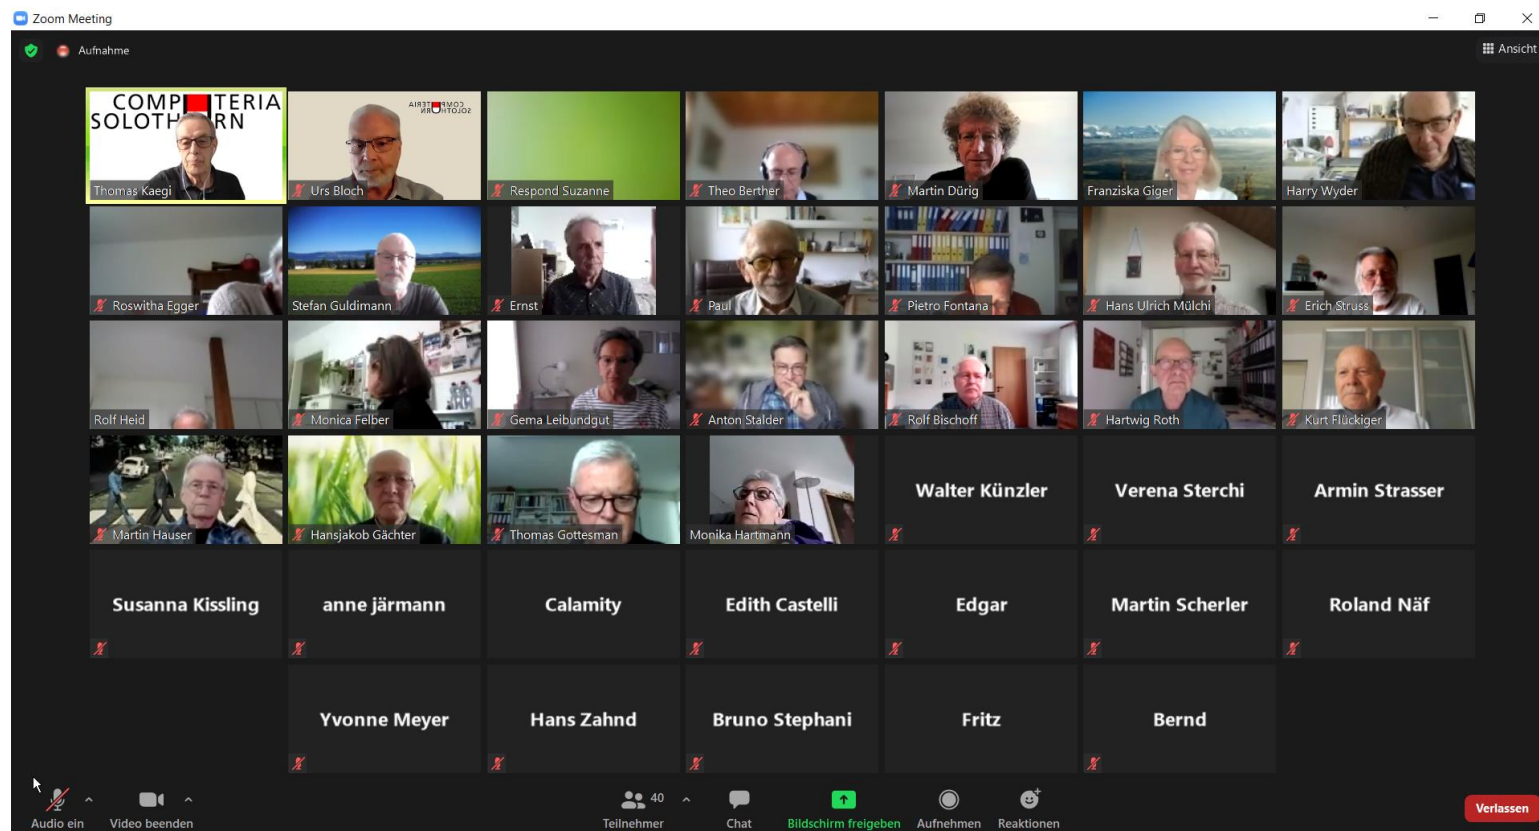 Zoom Meeting
Aufnahme
Ansicht
COMPUTERIA
SOLOTHURN
Thomas Kaegi
COMPUTERIA
SOLOTHURN
Urs Bloch
Respond Suzanne
Theo Berther
Martin Dürig
Franziska Giger
Harry Wyder
Roswitha Egger
Stefan Guldimann
Ernst
Paul
Pietro Fontana
Hans Ulrich Mülchi
Erich Struss
Rolf Heid
Monica Felber
Gema Leibundgut
Anton Stalder
Rolf Bischoff
Hartwig Roth
Kurt Flückiger
Martin Hauser
Hansjakob Gächter
Thomas Gottesman
Monika Hartmann
Walter Künzler
Verena Sterchi
Armin Strasser
Susanna Kissling
anne järmann
Calamity
Edith Castelli
Edgar
Martin Scherler
Roland Näf
Yvonne Meyer
Hans Zahnd
Bruno Stephani
Fritz
Bernd
40
Audio ein
Video beenden
Teilnehmer
Chat
Bildschirm freigeben
Aufnehmen
Reaktionen
Verlassen